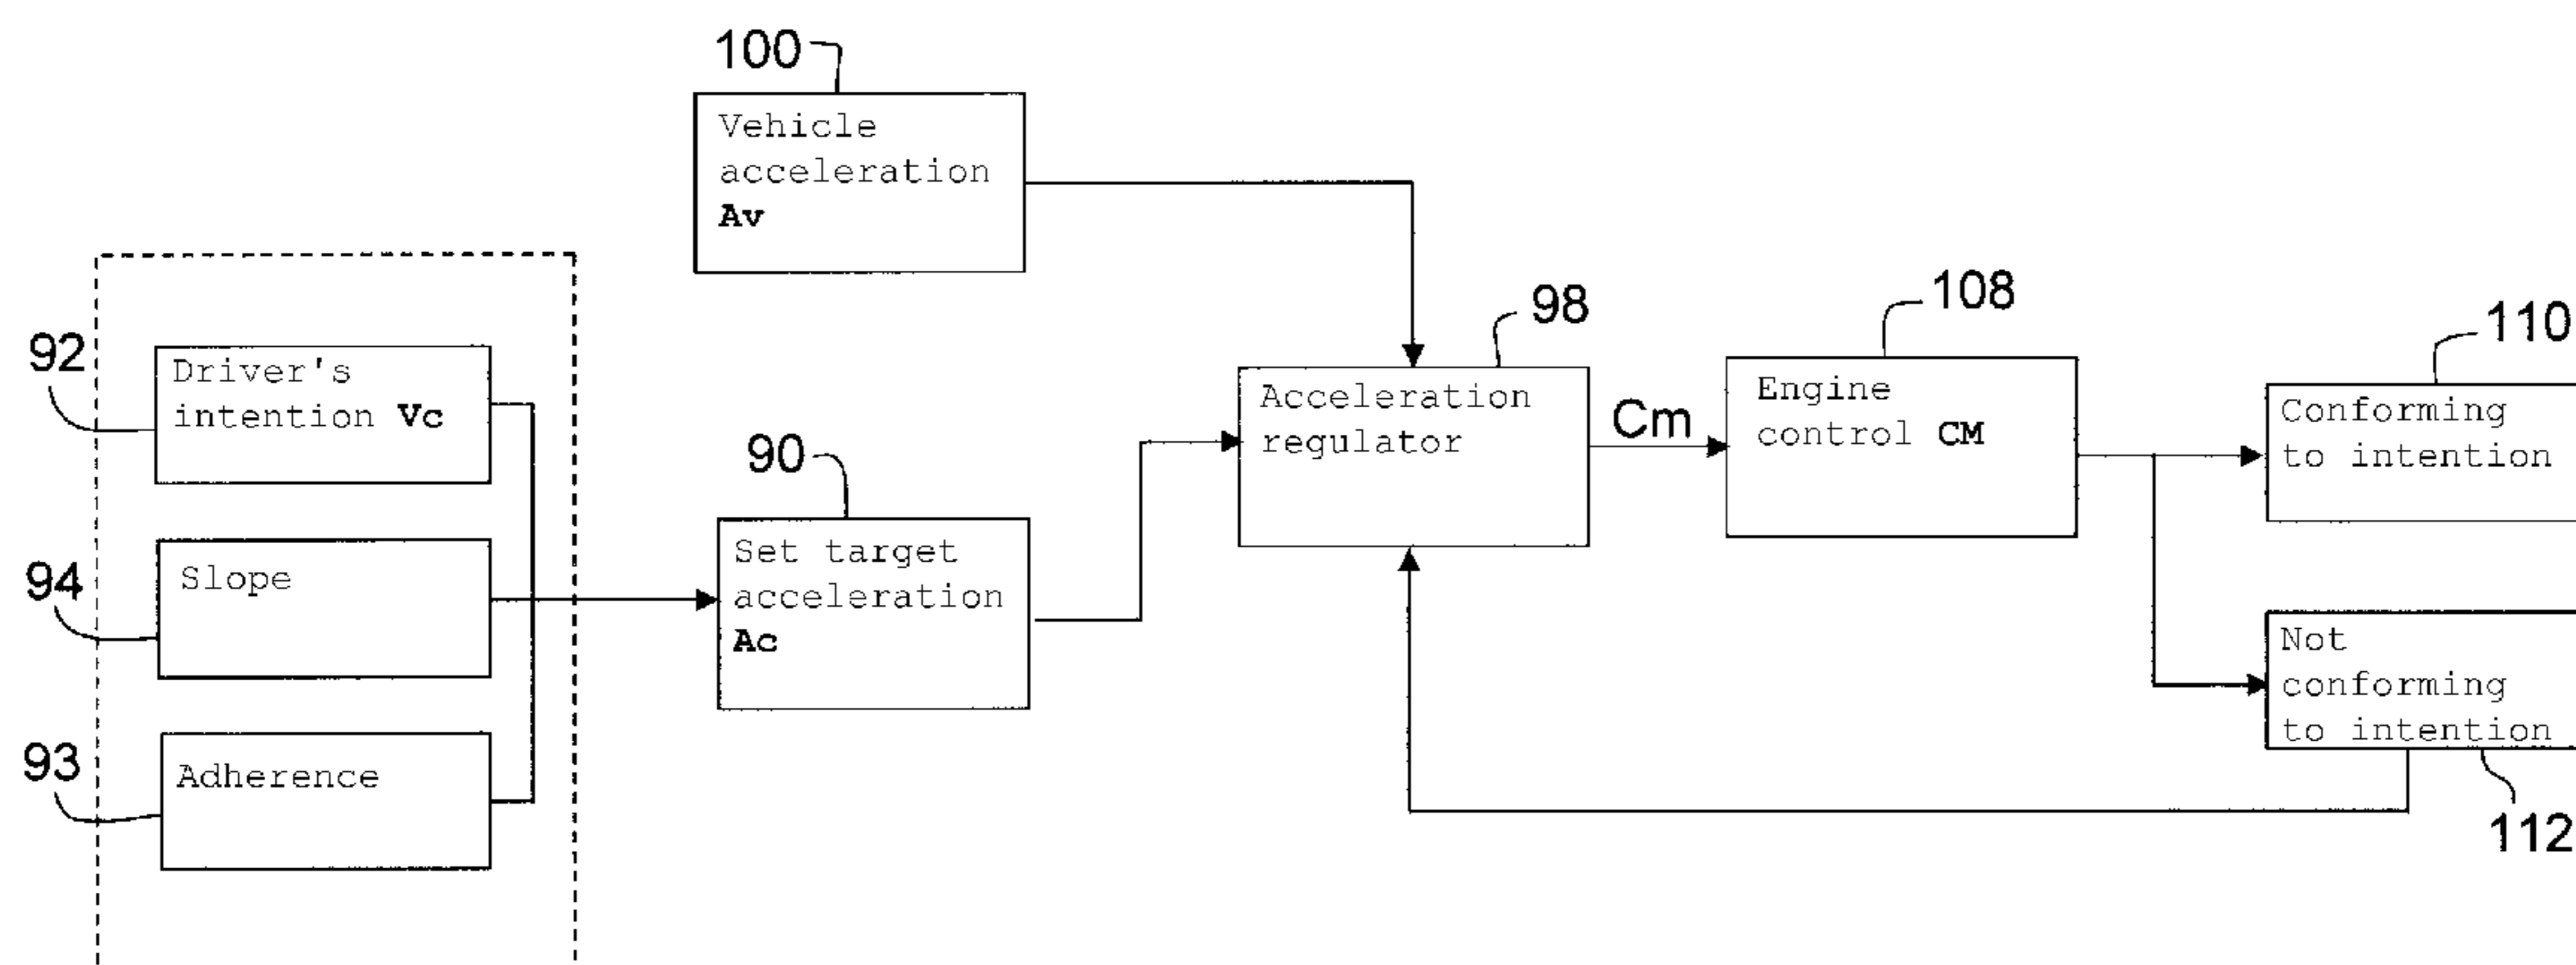 100
Vehicle
acceleration
Av
92
Driver's
intention Vc
94
Slope
93
Adherence
90
Set target
acceleration
Ac
98
Acceleration
regulator
Cm
108
Engine
control CM
110
Conforming
to intention
Not
conforming
to intention
112